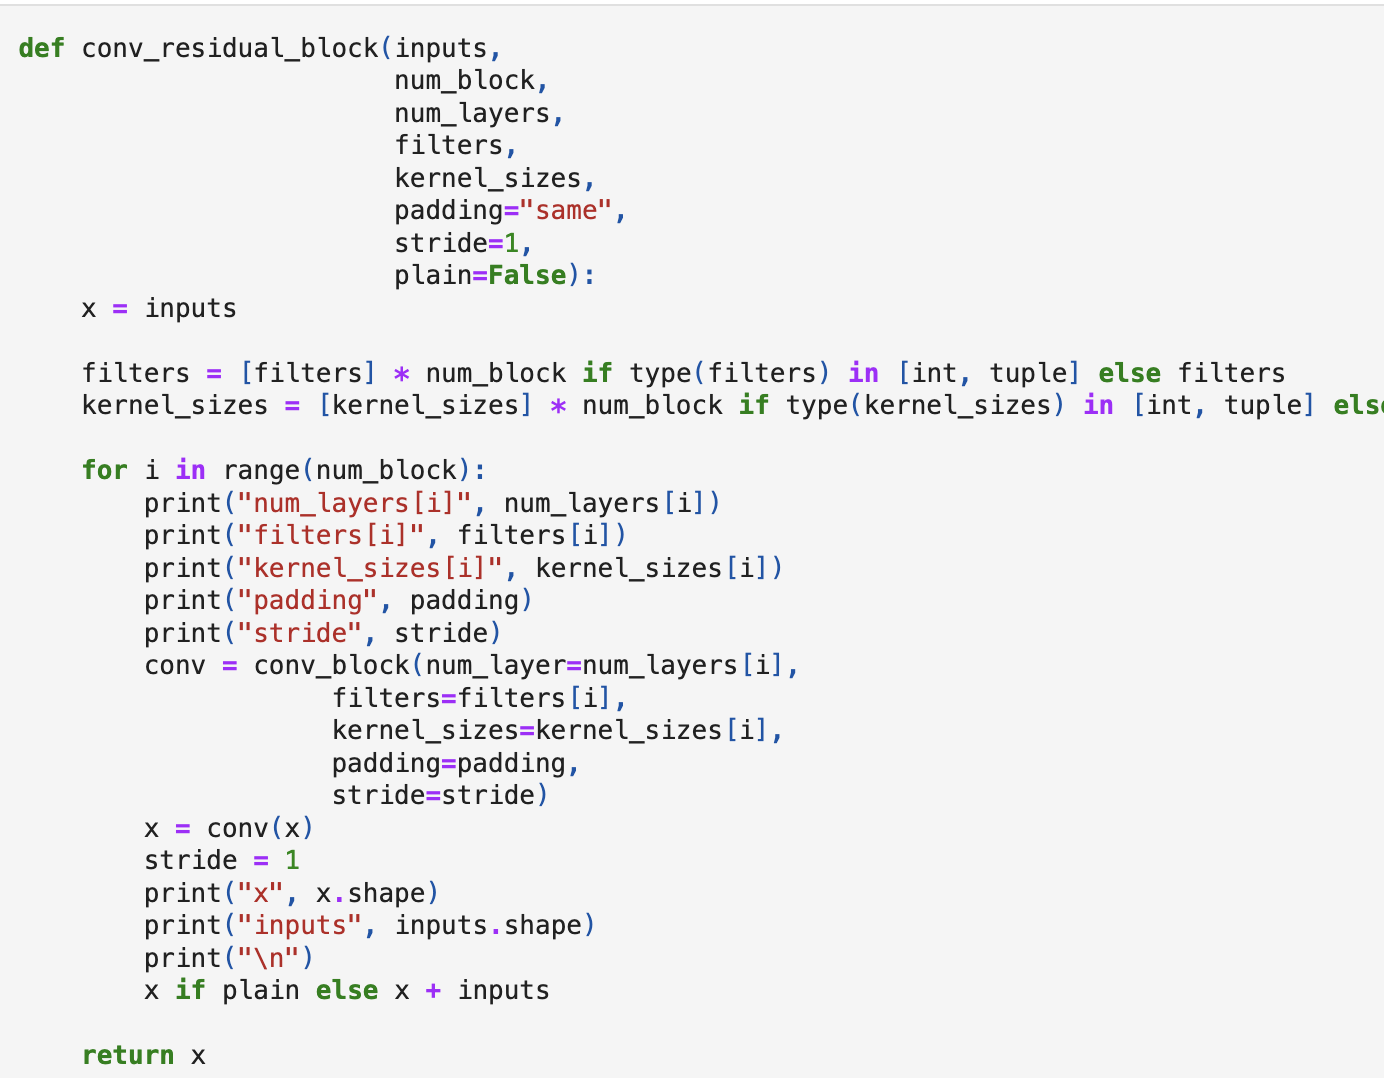 def conv_residual_block(inputs,
                        num_block,
                        num_layers,
                        filters,
                        kernel_sizes,
                        padding="same",
                        stride=1,
                        plain=False):
    x = inputs

    filters = [filters] * num_block if type(filters) in [int, tuple] else filters
    kernel_sizes = [kernel_sizes] * num_block if type(kernel_sizes) in [int, tuple] els

    for i in range(num_block):
        print("num_layers[i]", num_layers[i])
        print("filters[i]", filters[i])
        print("kernel_sizes[i]", kernel_sizes[i])
        print("padding", padding)
        print("stride", stride)
        conv = conv_block(num_layer=num_layers[i],
                    filters=filters[i],
                    kernel_sizes=kernel_sizes[i],
                    padding=padding,
                    stride=stride)
        x = conv(x)
        stride = 1
        print("x", x.shape)
        print("inputs", inputs.shape)
        print("\n")
        x if plain else x + inputs

    return x